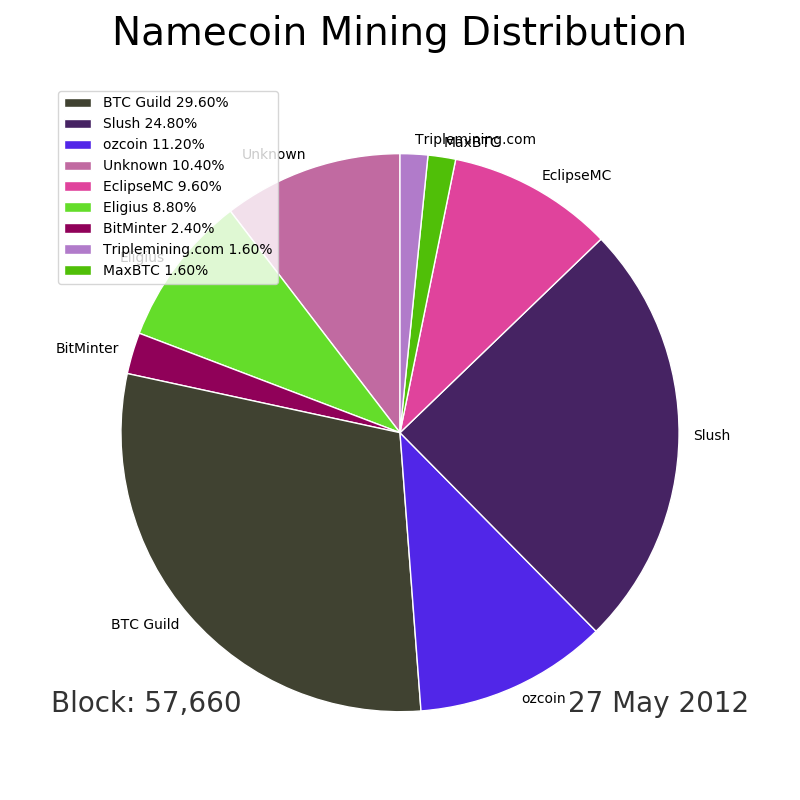 Namecoin Mining Distribution
BTC Guild 29.60%
Slush 24.80%
ozcoin 11.20%
Unknown 10.40%
EclipseMC 9.60%
Eligius 8.80%
BitMinter 2.40%
Triplemining.com 1.60%
MaxBTC 1.60%
Unknown
Triplemining.com
MaxBTC
EclipseMC
Eligius
BitMinter
Slush
BTC Guild
ozcoin
Block: 57,660
27 May 2012